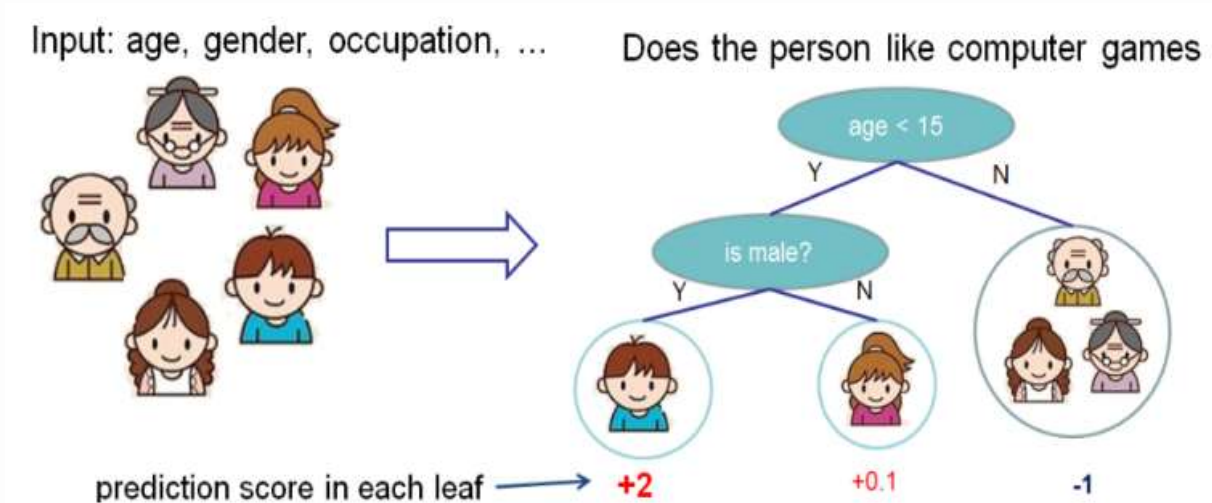 Input: age, gender, occupation, ...
Does the person like computer games
age < 15
Y
N
is male?
Y
N
prediction score in each leaf
+2
+0.1
-1